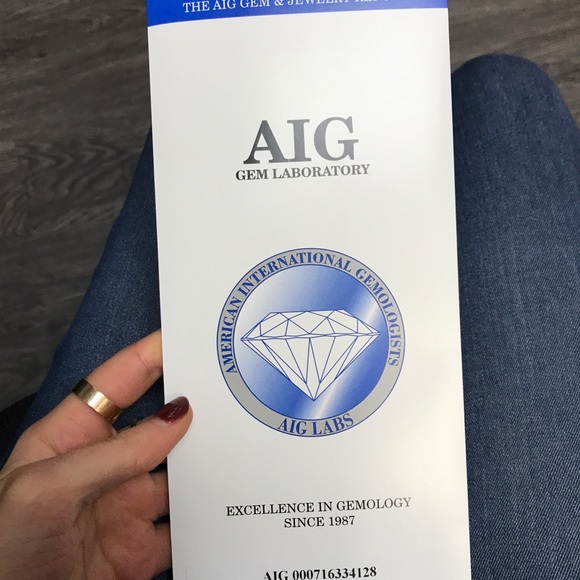 THE AIG GEM & JEWELRY
AIG
GEM LABORATORY
AMERICAN INTERNATIONAL GEMOLOGISTS
AIG LABS
EXCELLENCE IN GEMOLOGY
SINCE 1987
AIG 000716334128